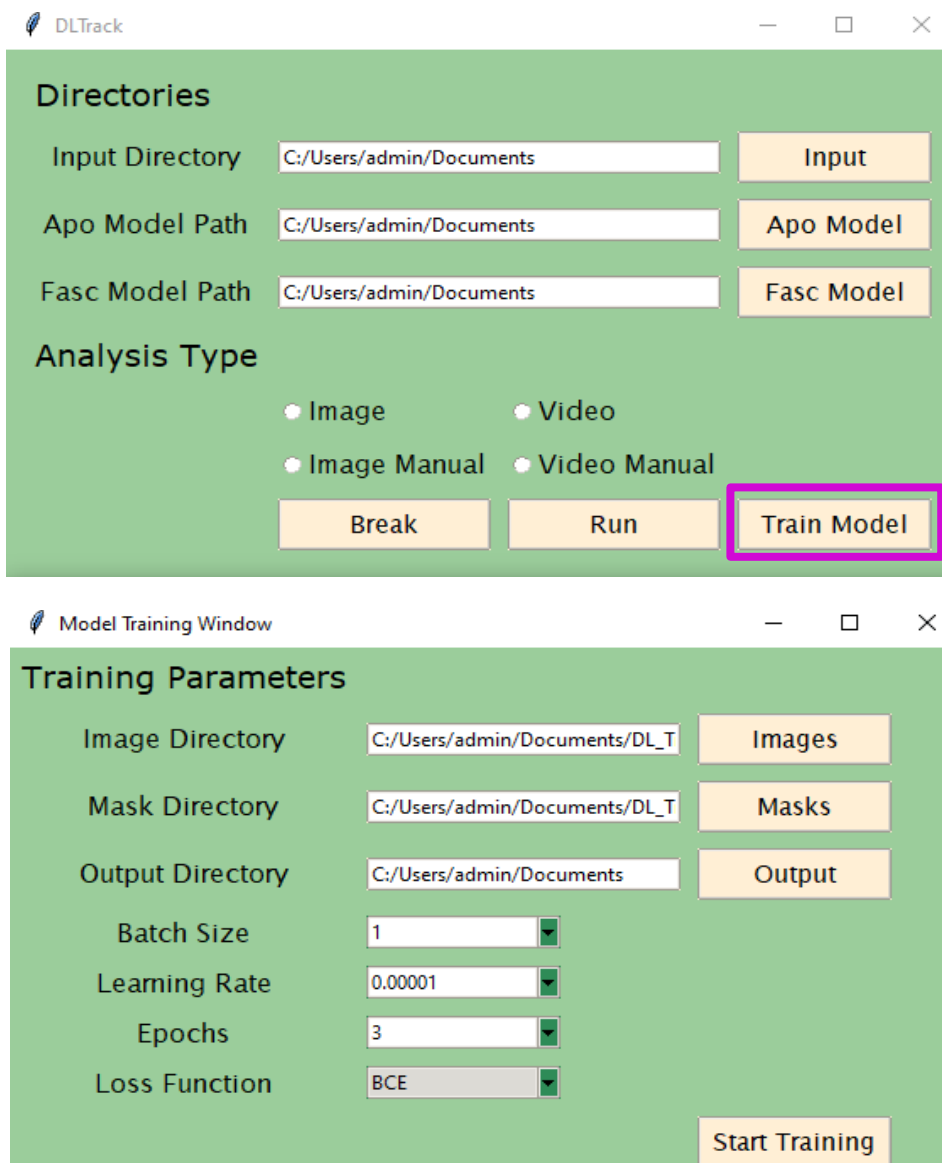 DLTrack
Directories
Input Directory C:/Users/admin/Documents Input
Apo Model Path C:/Users/admin/Documents Apo Model
Fasc Model Path C:/Users/admin/Documents Fasc Model
Analysis Type
Image Video
Image Manual Video Manual
Break Run Train Model
Model Training Window
Training Parameters
Image Directory C:/Users/admin/Documents/DL_T Images
Mask Directory C:/Users/admin/Documents/DL_T Masks
Output Directory C:/Users/admin/Documents Output
Batch Size 1
Learning Rate 0.00001
Epochs 3
Loss Function BCE
Start Training